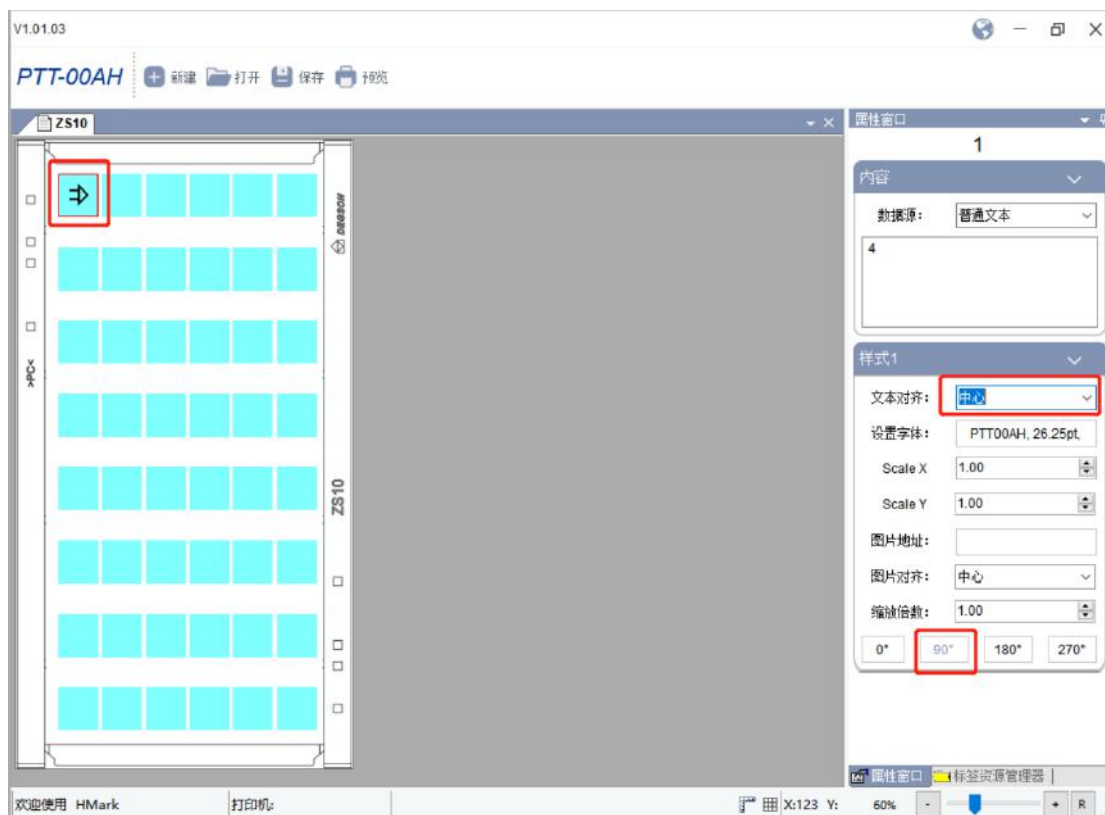 V1.01.03
PTT-00AH 新建 打开 保存 预览
ZS10
属性窗口
1
内容
数据源： 普通文本
4
样式1
文本对齐： 中心
设置字体： PTT00AH, 26.25pt,
Scale X 1.00
Scale Y 1.00
图片地址：
图片对齐： 中心
缩放倍数： 1.00
0° 90° 180° 270°
DEGSON
>PC<
ZS10
属性窗口 标签资源管理器
欢迎使用 HMark 打印机: X:123 Y: 60% - + R